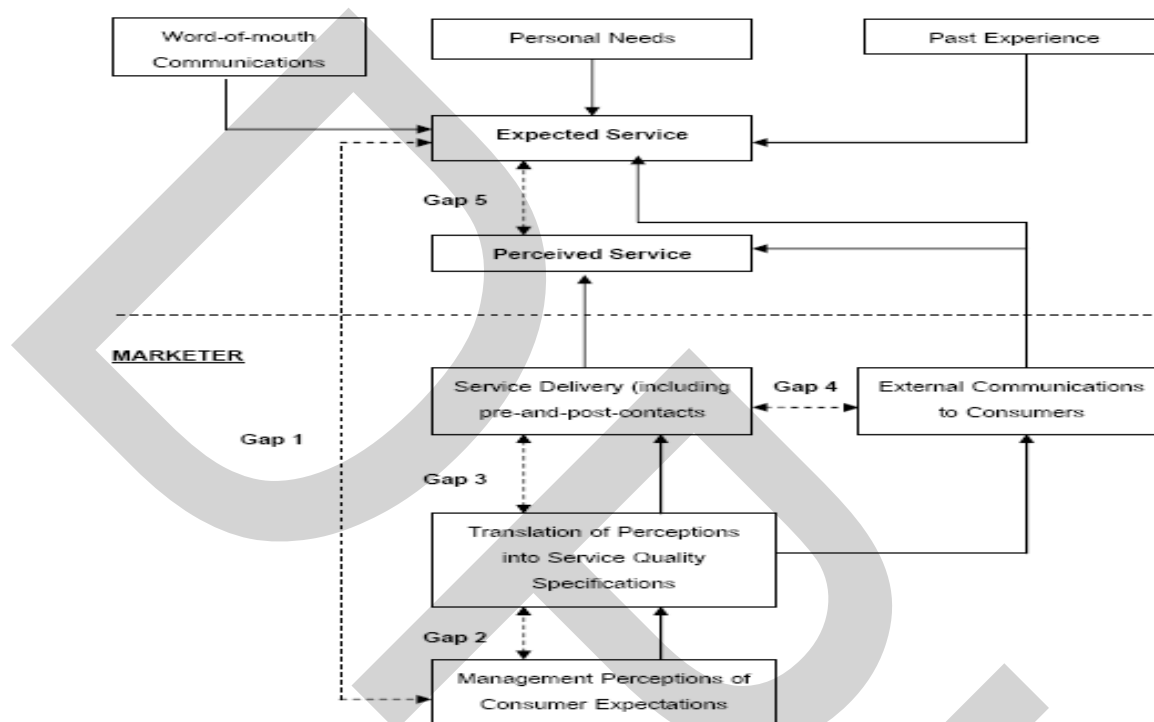 Word-of-mouth
Communications
Personal Needs
Past Experience
Expected Service
Gap 5
Perceived Service
MARKETER
Service Delivery (including
pre-and-post-contacts
Gap 4
External Communications
to Consumers
Gap 1
Gap 3
Translation of Perceptions
into Service Quality
Specifications
Gap 2
Management Perceptions of
Consumer Expectations